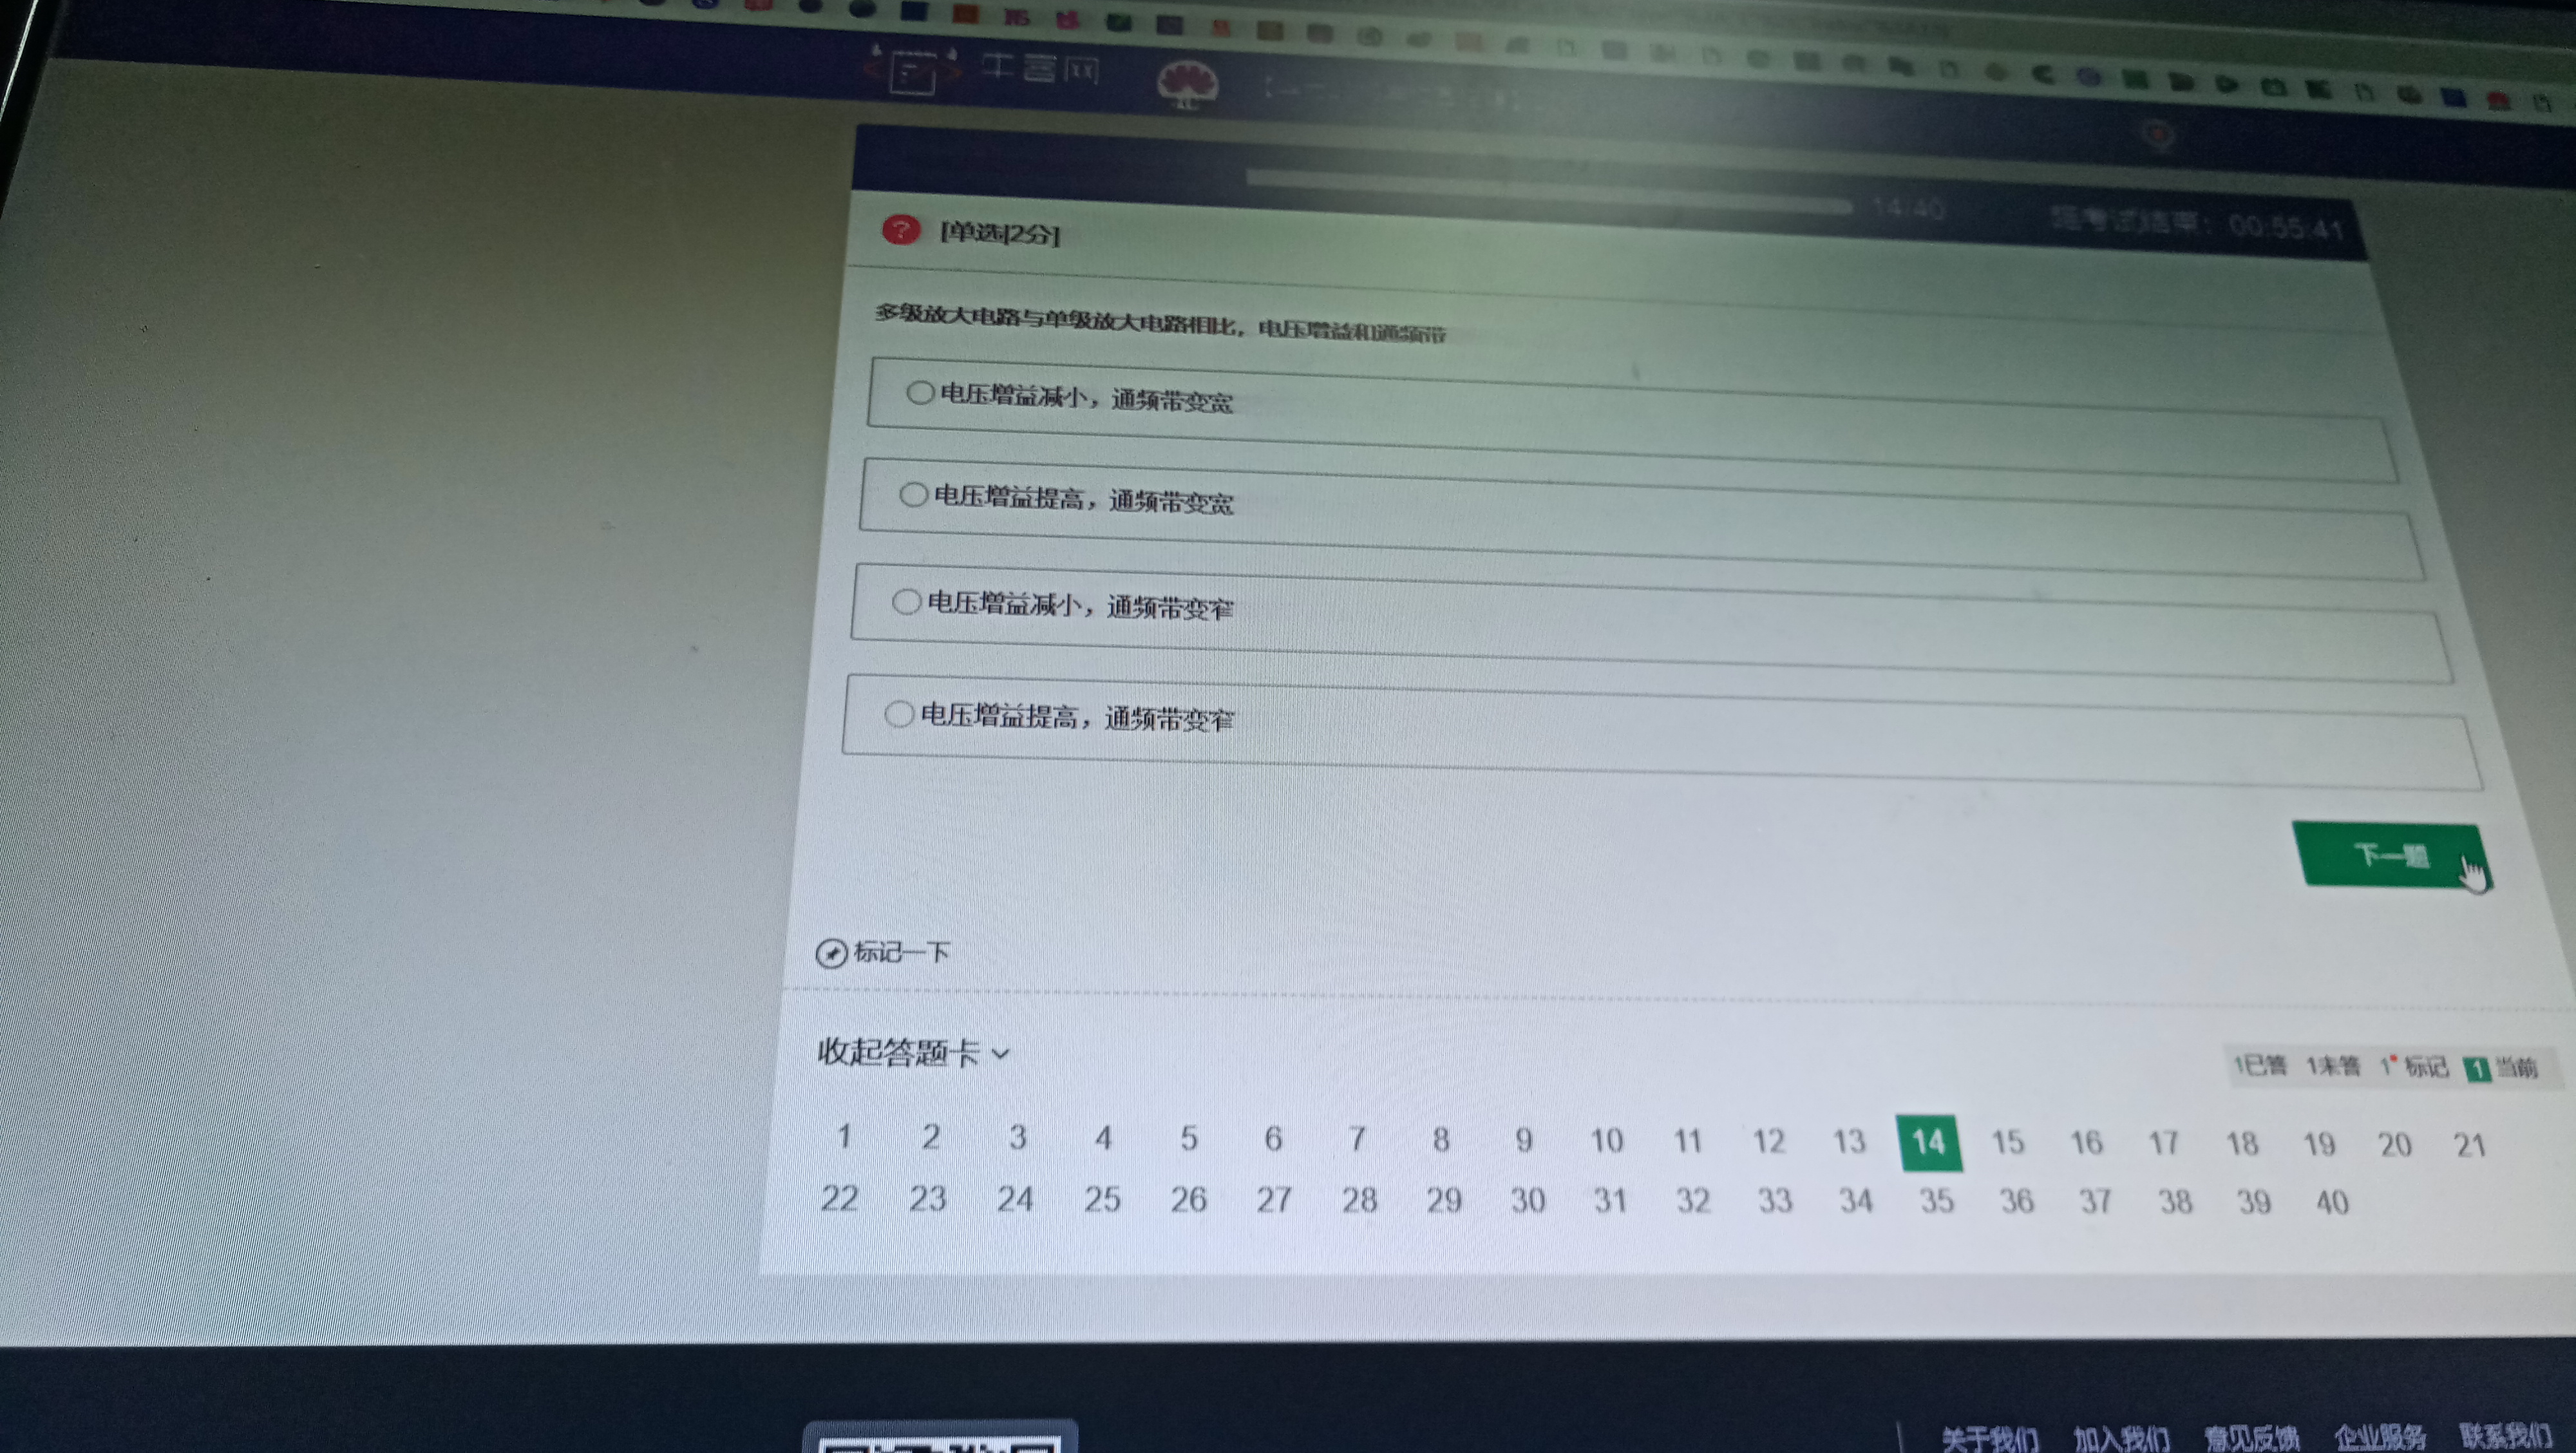 14/40
距考试结束：00:55:41
[单选|2分]
多级放大电路与单级放大电路相比，电压增益和通频带
电压增益减小，通频带变宽
电压增益提高，通频带变宽
电压增益减小，通频带变窄
电压增益提高，通频带变窄
下一题
标记一下
收起答题卡
1已答 1未答 1 标记 1 当前
1 2 3 4 5 6 7 8 9 10 11 12 13 14 15 16 17 18 19 20 21
22 23 24 25 26 27 28 29 30 31 32 33 34 35 36 37 38 39 40
关于我们 加入我们 意见反馈 企业服务 联系我们